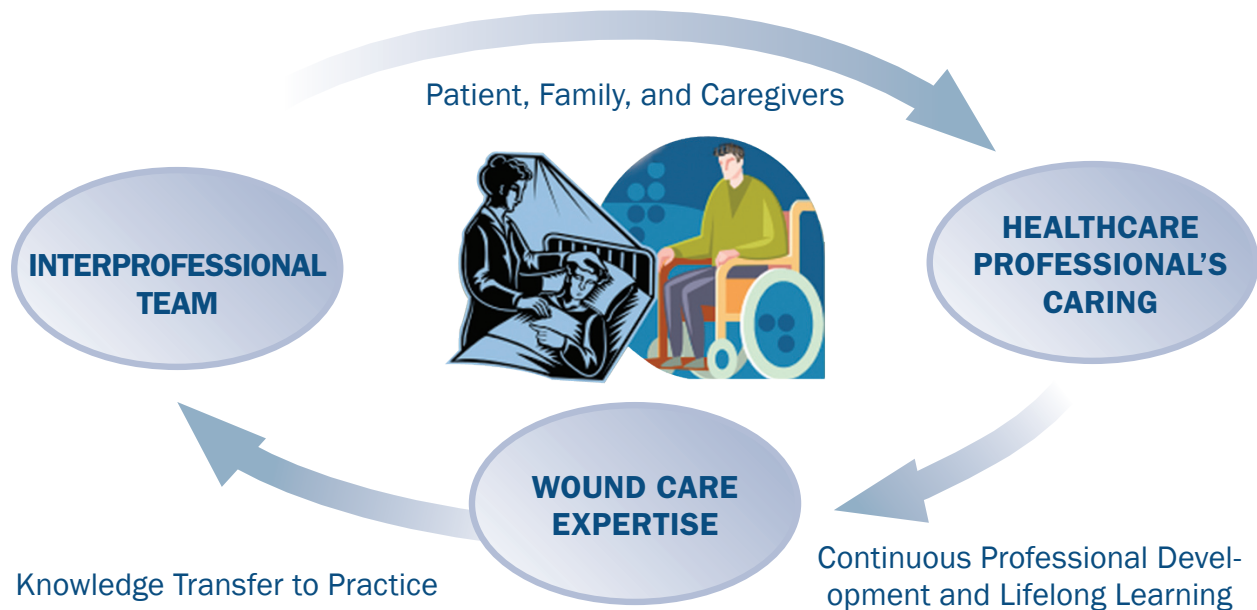 Patient, Family, and Caregivers
INTERPROFESSIONAL
TEAM
HEALTHCARE
PROFESSIONAL'S
CARING
WOUND CARE
EXPERTISE
Knowledge Transfer to Practice
Continuous Professional Devel-
opment and Lifelong Learning